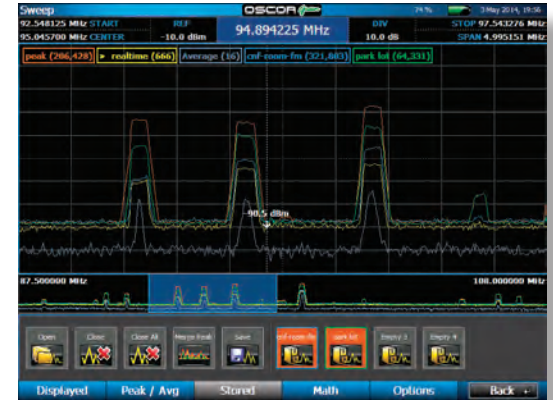 Sweep OSCOR 74 % 3 May 2014, 19:56
92.548125 MHz START REF 94.894225 MHz DIV STOP 97.543276 MHz
95.045700 MHz CENTER -10.0 dBm 10.0 dB SPAN 4.995151 MHz
peak (206,428) ► realtime (666) Average (16) cnf-room-fm (321,803) park lot (64,331)
-90.5 dBm
87.500000 MHz 108.000000 MHz
Open Close Close All Merge Peak Save cnf-room-fm park lot Empty 3 Empty 4
Displayed Peak / Avg Stored Math Options Back